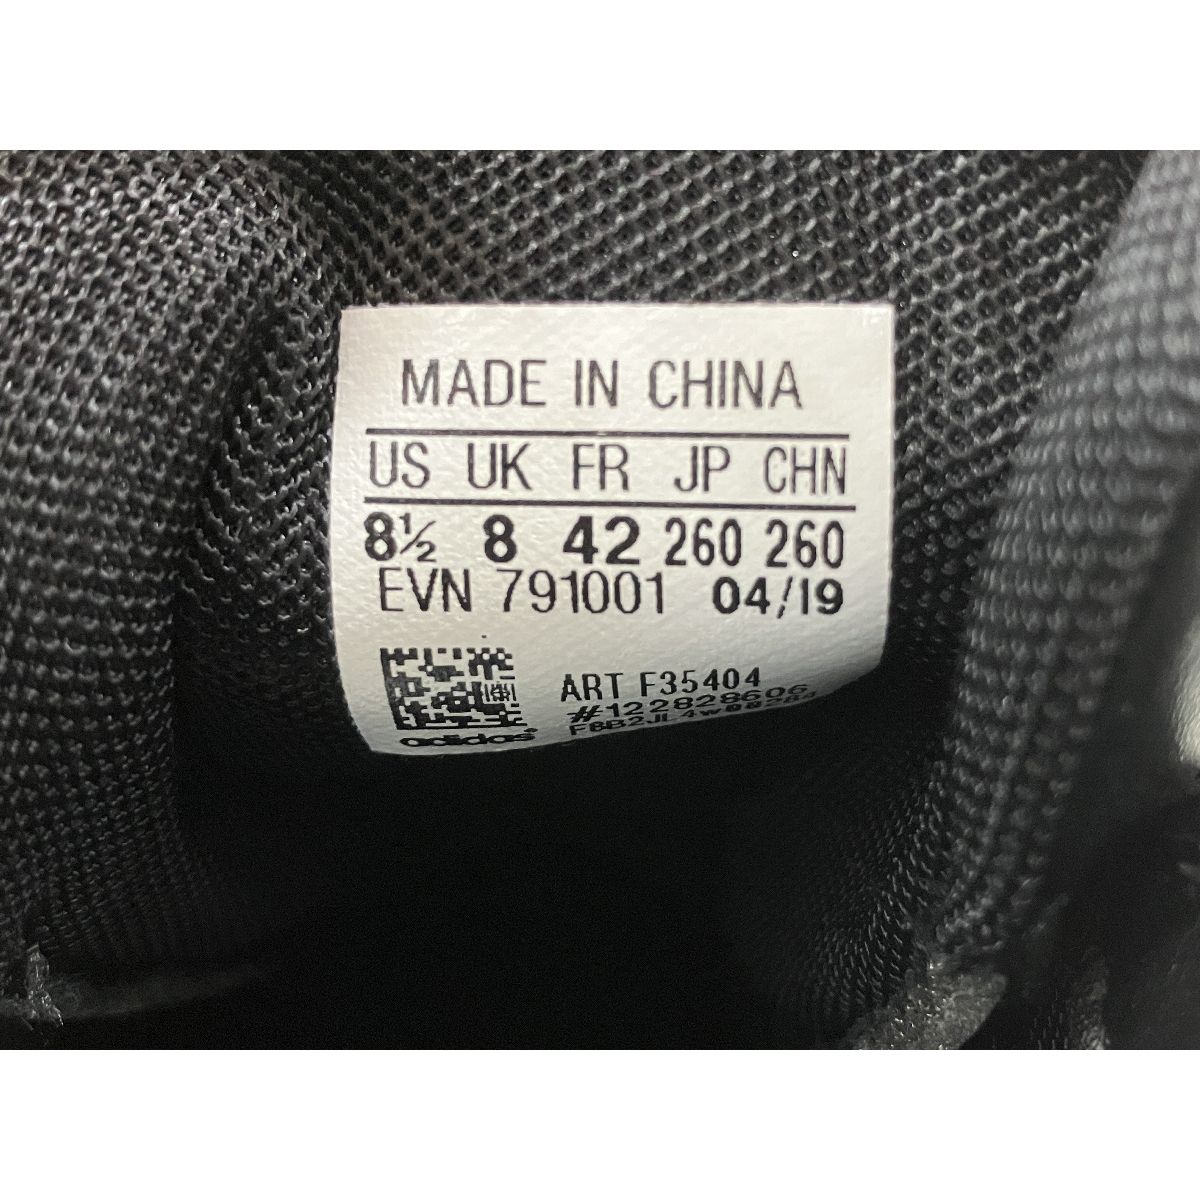 MADE IN CHINA
US UK FR JP CHN
8½ 8 42 260 260
EVN 791001 04/19
ART F35404
#122828606
adidas